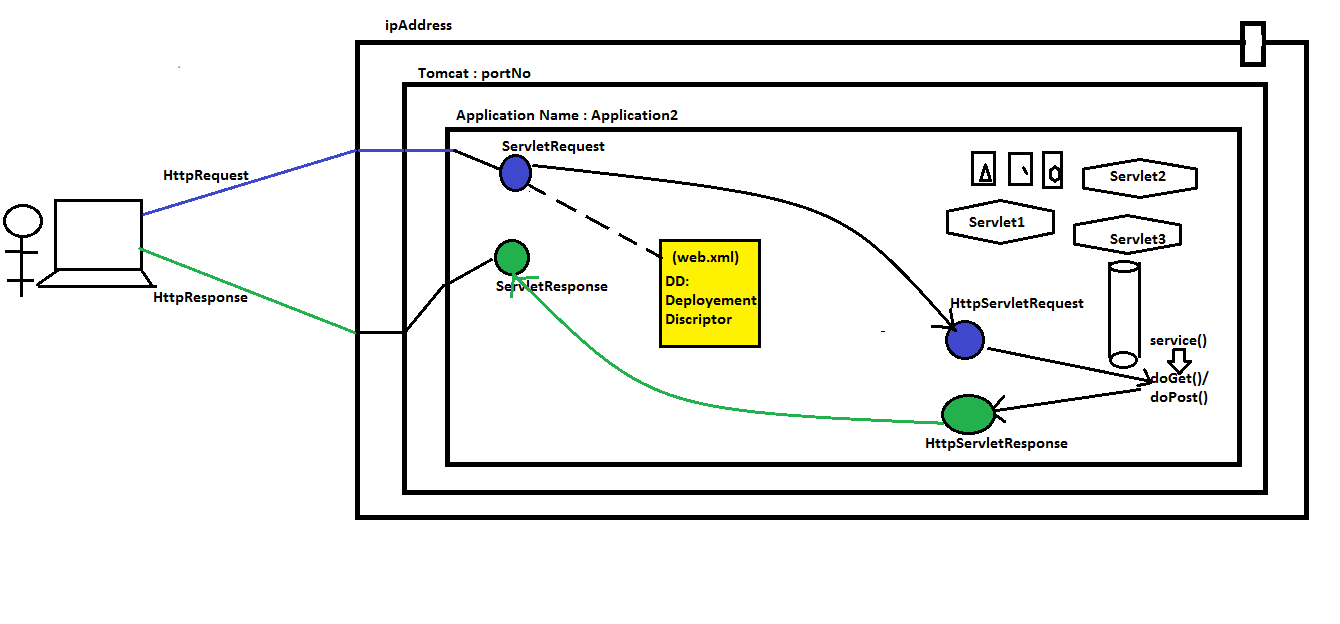 ipAddress
Tomcat : portNo
Application Name : Application2
ServletRequest
HttpRequest
Servlet2
Servlet1
Servlet3
(web.xml)
DD:
Deployement
Discriptor
ServletResponse
HttpResponse
HttpServletRequest
service()
doGet()/
doPost()
HttpServletResponse